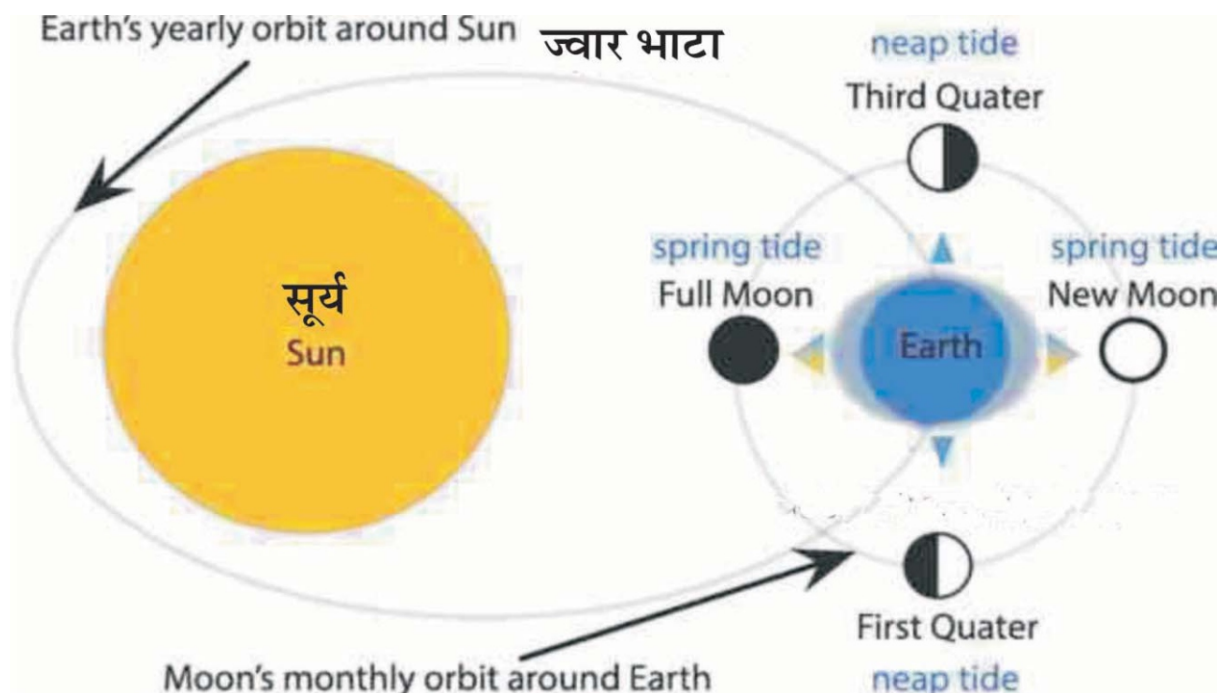 Earth's yearly orbit around Sun
ज्वार भाटा
neap tide
Third Quater
spring tide
Full Moon
spring tide
New Moon
सूर्य
Sun
Earth
First Quater
neap tide
Moon's monthly orbit around Earth